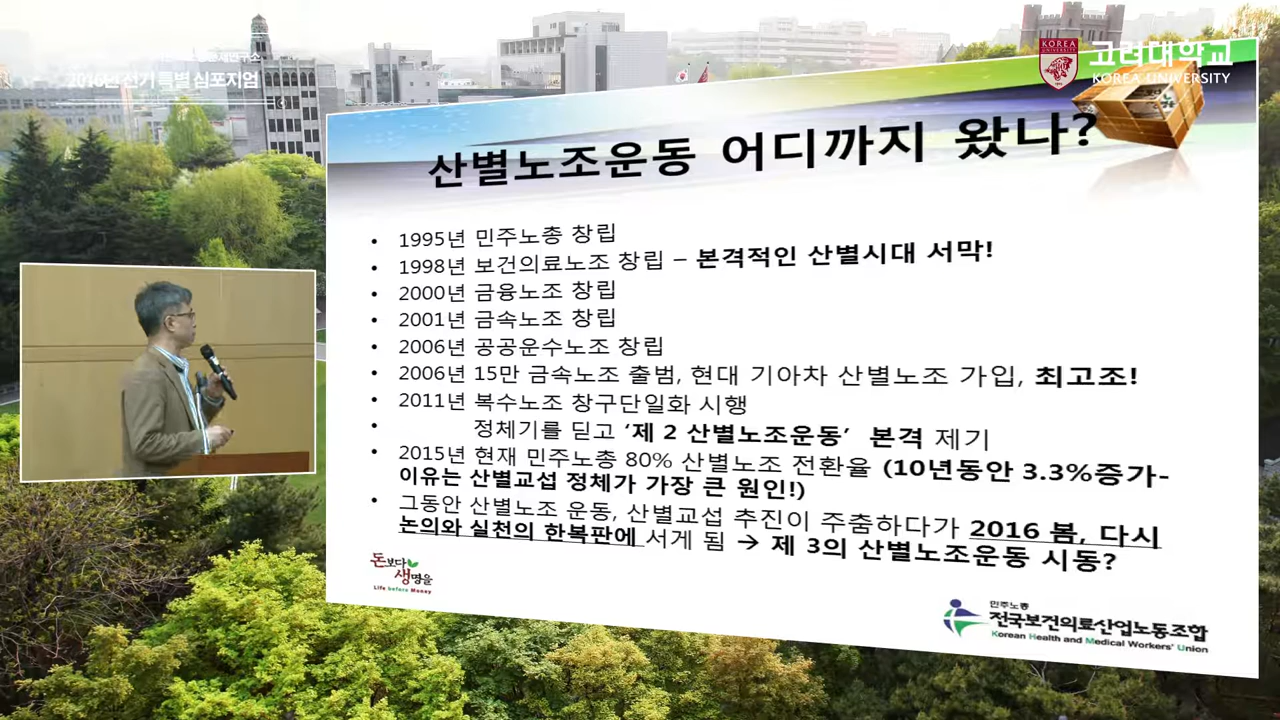 2016년 전기 특별 심포지엄
고려대학교
KOREA UNIVERSITY
KOREA
UNIVERSITY
산별노조운동 어디까지 왔나?
• 1995년 민주노총 창립
• 1998년 보건의료노조 창립 – 본격적인 산별시대 서막!
• 2000년 금융노조 창립
• 2001년 금속노조 창립
• 2006년 공공운수노조 창립
• 2006년 15만 금속노조 출범, 현대 기아차 산별노조 가입, 최고조!
• 2011년 복수노조 창구단일화 시행
• 정체기를 딛고 ‘제 2 산별노조운동’ 본격 제기
• 2015년 현재 민주노총 80% 산별노조 전환율 (10년동안 3.3%증가-
이유는 산별교섭 정체가 가장 큰 원인!)
• 그동안 산별노조 운동, 산별교섭 추진이 주춤하다가 2016 봄, 다시
논의와 실천의 한복판에 서게 됨 → 제 3의 산별노조운동 시동?
돈보다
생명을
Life before Money
민주노총
전국보건의료산업노동조합
Korean Health and Medical Workers' Union